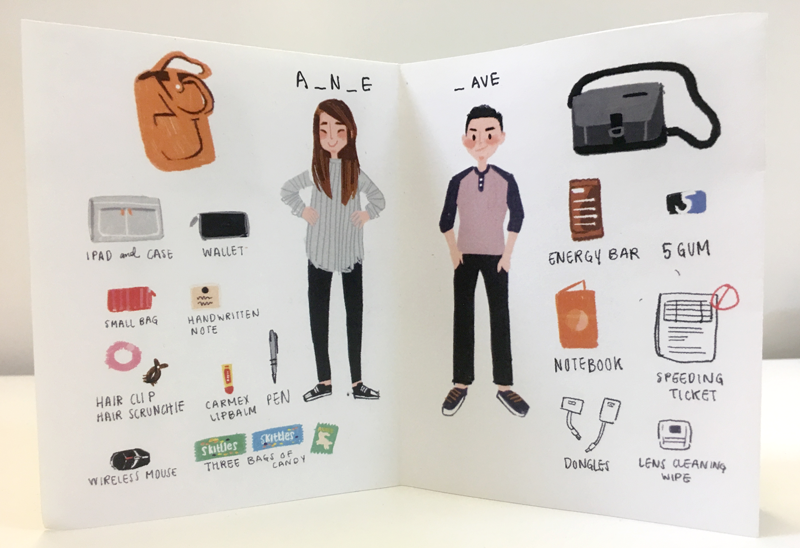 A_N_E
IPAD and CASE
WALLET
SMALL BAG
HANDWRITTEN
NOTE
HAIR CLIP
HAIR SCRUNCHIE
CARMEX
LIPBALM
PEN
WIRELESS MOUSE
Skittles
Skittles
THREE BAGS OF
CANDY
_AVE
ENERGY BAR
5
5 GUM
NOTEBOOK
SPEEDING
TICKET
DONGLES
LENS CLEANING
WIPE